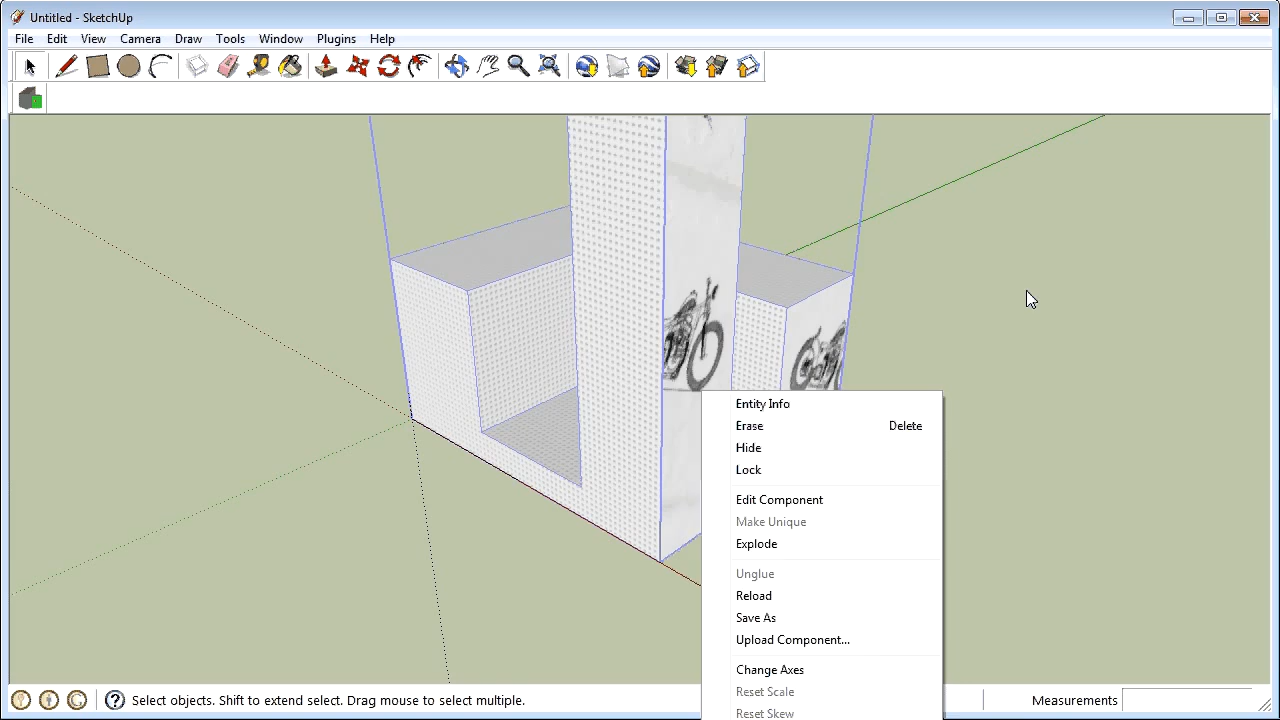 Untitled - SketchUp
File Edit View Camera Draw Tools Window Plugins Help
Entity Info
Erase Delete
Hide
Lock
Edit Component
Make Unique
Explode
Unglue
Reload
Save As
Upload Component...
Change Axes
Reset Scale
Reset Skew
Select objects. Shift to extend select. Drag mouse to select multiple.
Measurements